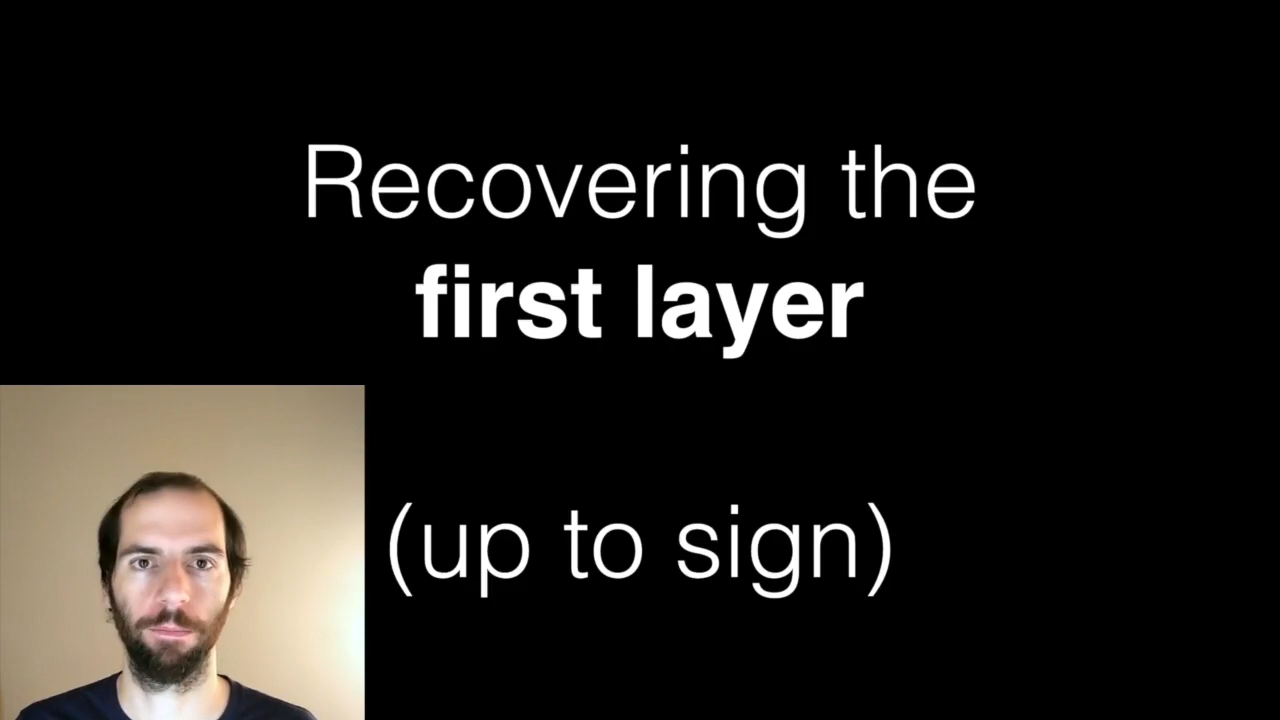 Recovering the
first layer
(up to sign)